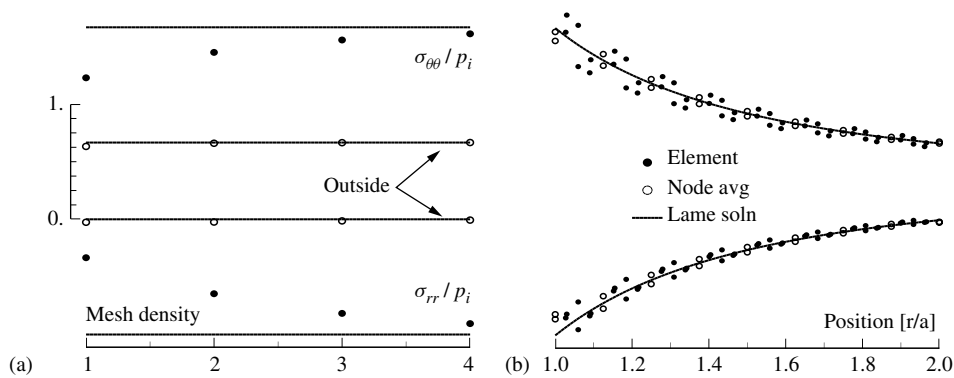 σθθ / pi
1.
Outside
0.
σrr / pi
Mesh density
(a)
1 2 3 4
Element
Node avg
Lame soln
Position [r/a]
(b)
1.0 1.2 1.4 1.6 1.8 2.0